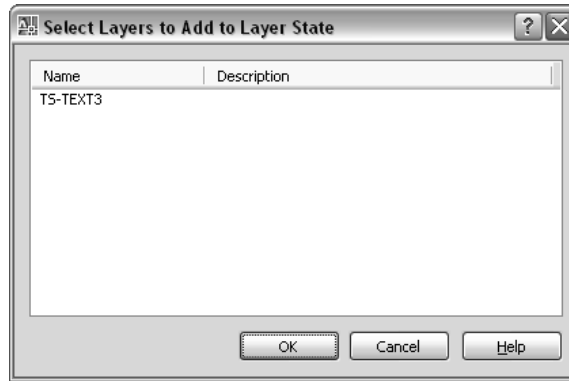 Select Layers to Add to Layer State
Name Description
TS-TEXT3
OK Cancel Help